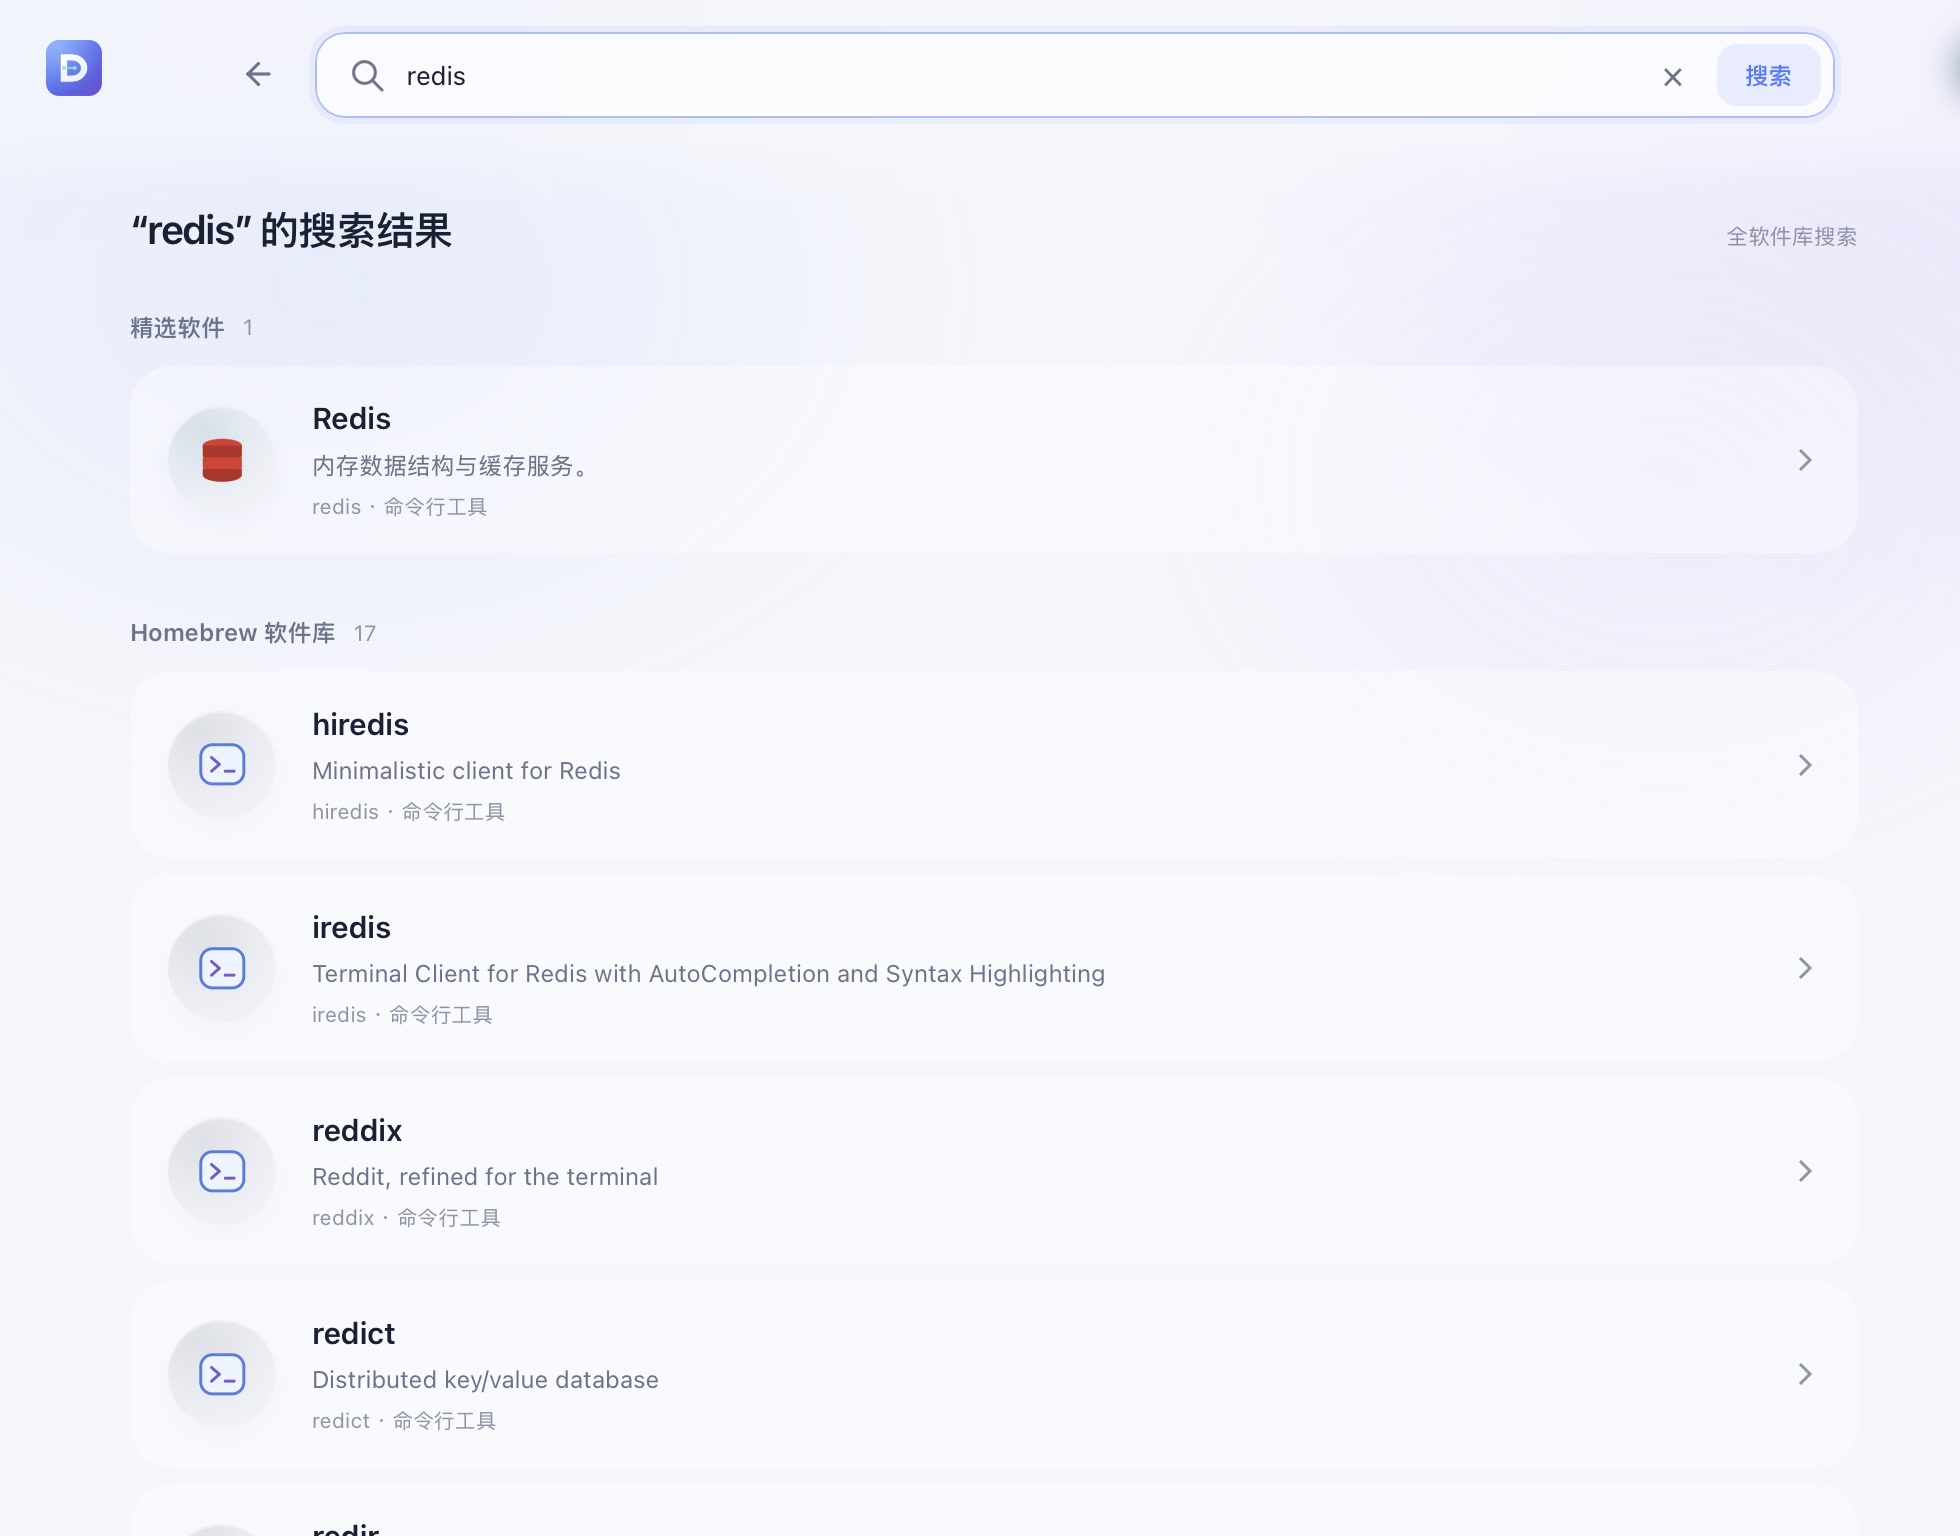 D
redis
搜索
“redis” 的搜索结果
全软件库搜索
精选软件 1
Redis
内存数据结构与缓存服务。
redis · 命令行工具
Homebrew 软件库 17
hiredis
Minimalistic client for Redis
hiredis · 命令行工具
iredis
Terminal Client for Redis with AutoCompletion and Syntax Highlighting
iredis · 命令行工具
reddix
Reddit, refined for the terminal
reddix · 命令行工具
redict
Distributed key/value database
redict · 命令行工具
redir